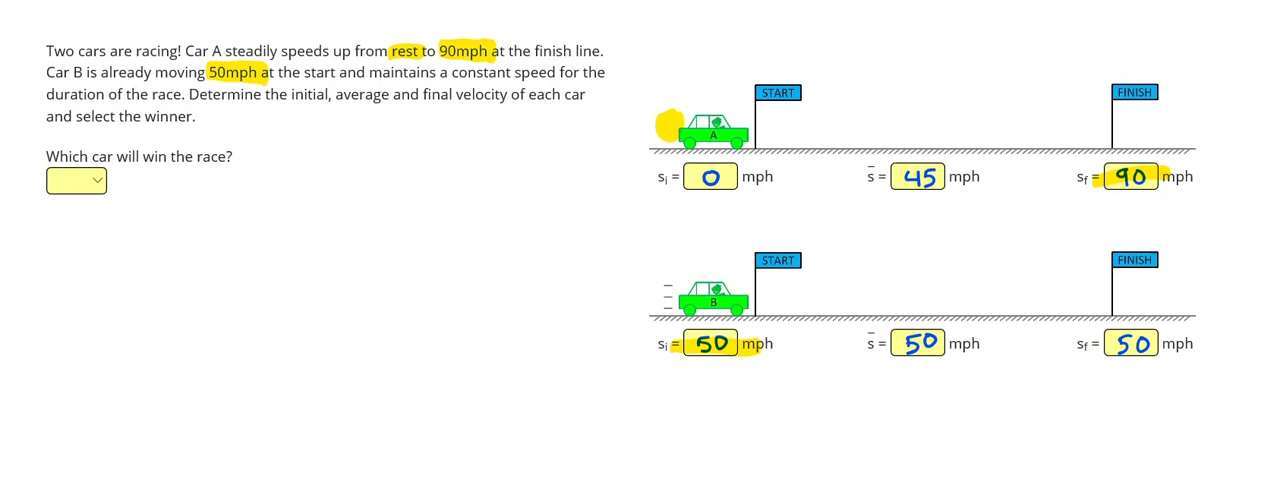 Two cars are racing! Car A steadily speeds up from rest to 90mph at the finish line.
Car B is already moving 50mph at the start and maintains a constant speed for the
duration of the race. Determine the initial, average and final velocity of each car
and select the winner.
Which car will win the race?
START
FINISH
A
si = 0 mph
s̅ = 45 mph
sf = 90 mph
START
FINISH
B
si = 50 mph
s̅ = 50 mph
sf = 50 mph